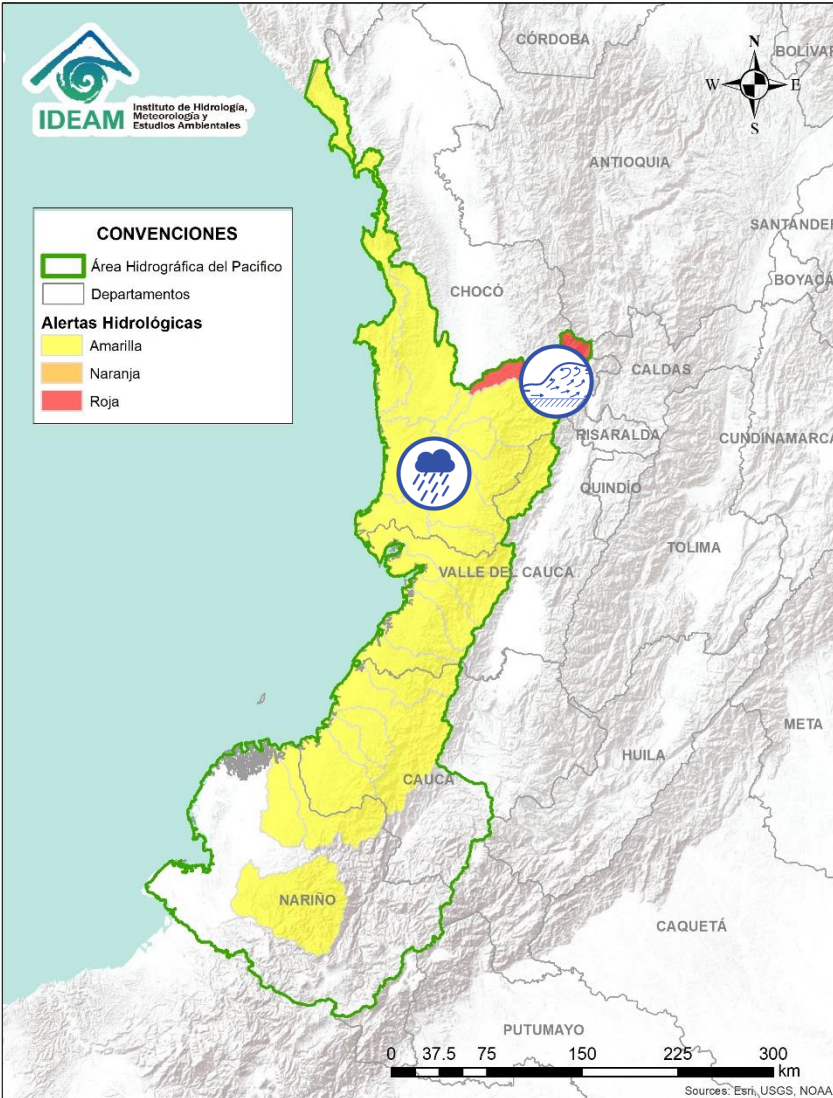 IDEAM
Instituto de Hidrología,
Meteorología y
Estudios Ambientales
CÓRDOBA
BOLÍVAR
N
W
E
S
ANTIOQUIA
SANTANDER
BOYACÁ
CONVENCIONES
Área Hidrográfica del Pacifico
Departamentos
Alertas Hidrológicas
Amarilla
Naranja
Roja
CHOCÓ
CALDAS
RISARALDA
CUNDINAMARCA
QUINDÍO
TOLIMA
VALLE DEL CAUCA
META
HUILA
CAUCA
NARIÑO
CAQUETÁ
PUTUMAYO
0 37.5 75 150 225 300
km
Sources: Esri, USGS, NOAA